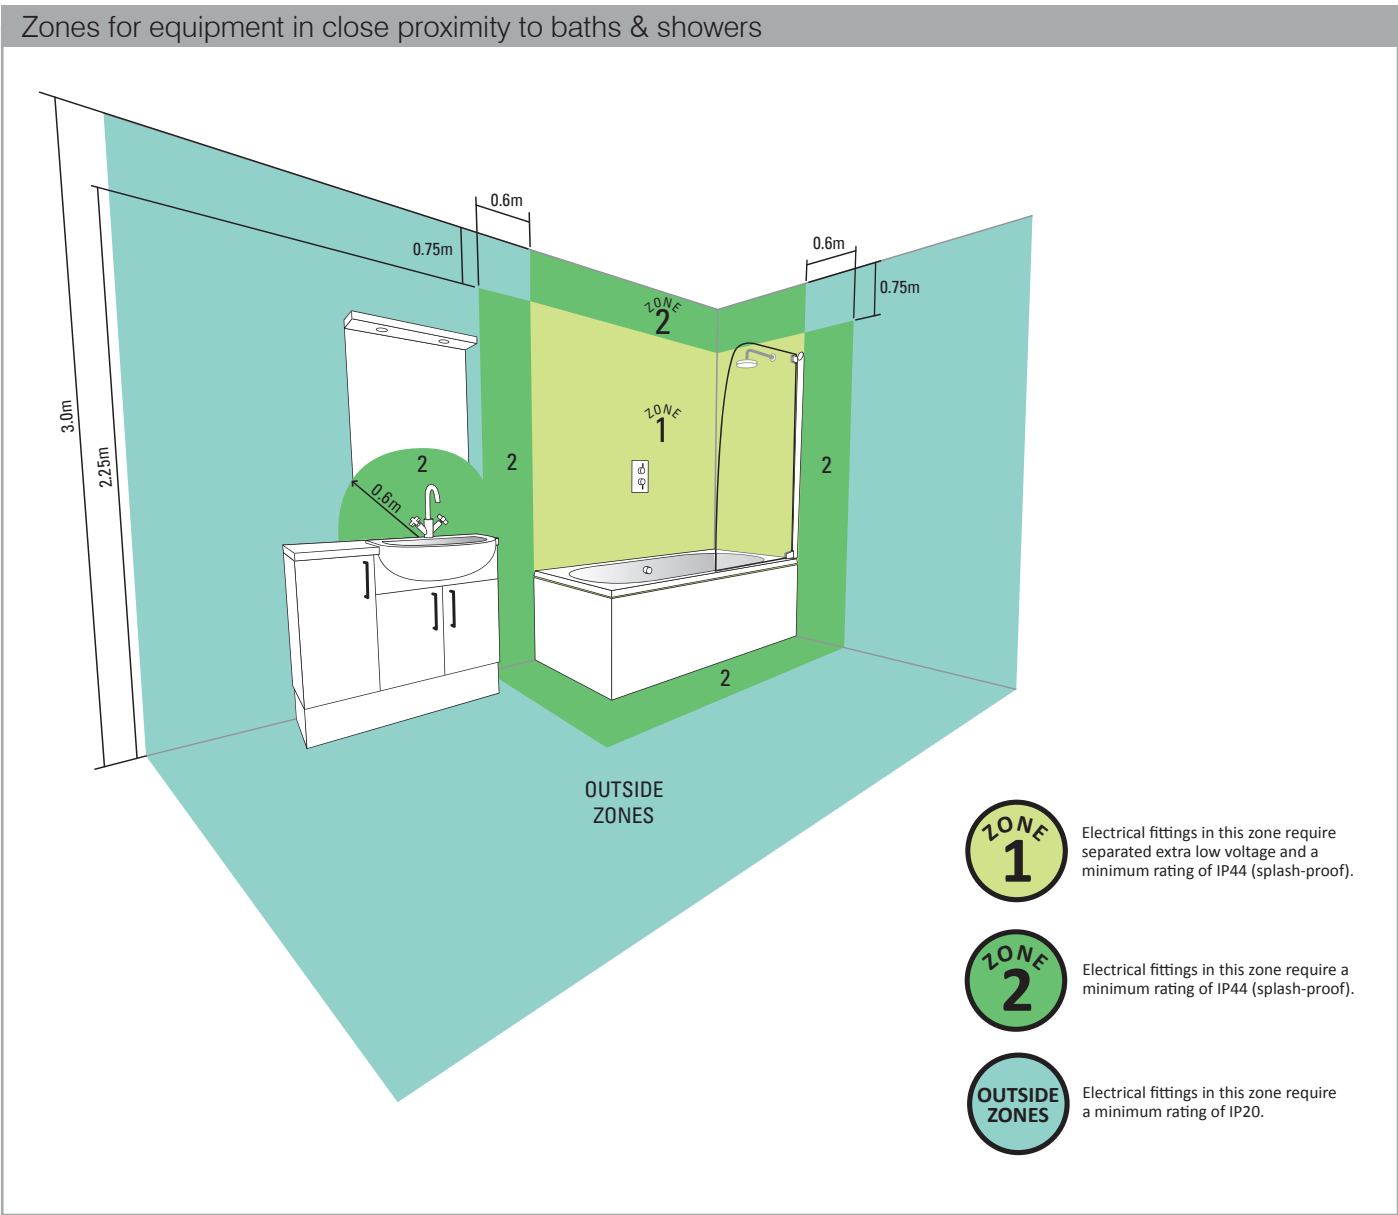 Zones for equipment in close proximity to baths & showers
0.6m
0.75m
0.6m
0.75m
3.0m
2.25m
ZONE
2
ZONE
1
2
0.6m
2
2
2
OUTSIDE
ZONES
ZONE
1
Electrical fittings in this zone require
separated extra low voltage and a
minimum rating of IP44 (splash-proof).
ZONE
2
Electrical fittings in this zone require a
minimum rating of IP44 (splash-proof).
OUTSIDE
ZONES
Electrical fittings in this zone require
a minimum rating of IP20.